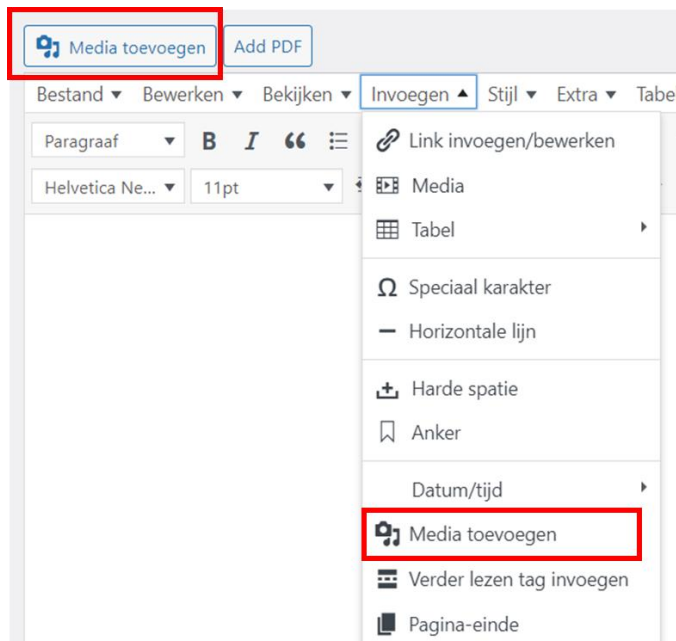 Media toevoegen Add PDF
Bestand Bewerken Bekijken Invoegen Stijl Extra Tabe
Paragraaf B I
Helvetica Ne... 11pt
Link invoegen/bewerken
Media
Tabel
Speciaal karakter
Horizontale lijn
Harde spatie
Anker
Datum/tijd
Media toevoegen
Verder lezen tag invoegen
Pagina-einde